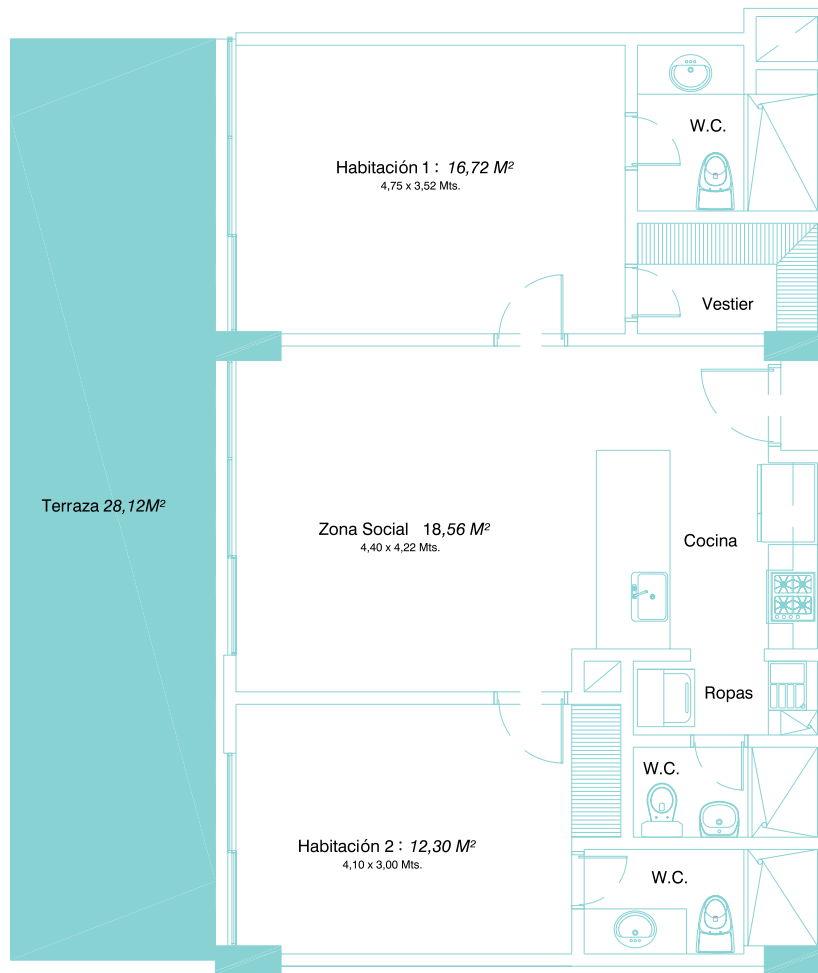 W.C.
Habitación 1 : 16,72 M²
4,75 x 3,52 Mts.
Vestier
Terraza 28,12M²
Zona Social 18,56 M²
4,40 x 4,22 Mts.
Cocina
Ropas
W.C.
Habitación 2 : 12,30 M²
4,10 x 3,00 Mts.
W.C.